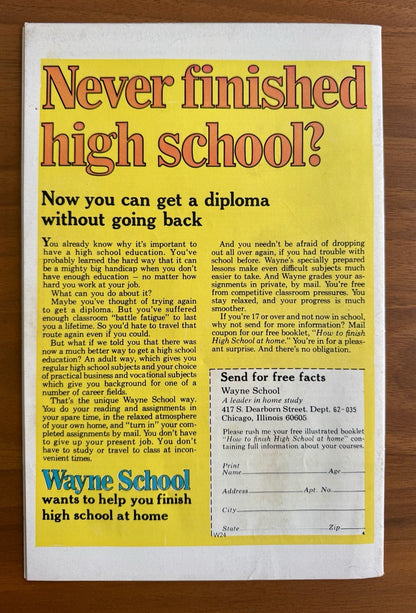 Never finished
high school?
Now you can get a diploma
without going back
You already know why it's important to
have a high school education. You've
probably learned the hard way that it can
be a mighty big handicap when you don't
have enough education – no matter how
hard you work at your job.
What can you do about it?
Maybe you've thought of trying again
to get a diploma. But you've suffered
enough classroom "battle fatigue" to last
you a lifetime. So you'd hate to travel that
route again even if you could.
But what if we told you that there was
now a much better way to get a high school
education? An adult way, which gives you
regular high school subjects and your choice
of practical business and vocational subjects
which give you background for one of a
number of career fields.
That's the unique Wayne School way.
You do your reading and assignments in
your spare time, in the relaxed atmosphere
of your own home, and "turn in" your com-
pleted assignments by mail. You don't have
to give up your present job. You don't
have to study or travel to class at incon-
venient times.
Wayne School
wants to help you finish
high school at home
And you needn't be afraid of dropping
out all over again, if you had trouble with
school before. Wayne's specially prepared
lessons make even difficult subjects much
easier to take. And Wayne grades your as-
signments in private, by mail. You're free
from competitive classroom pressures. You
stay relaxed, and your progress is much
smoother.
If you're 17 or over and not now in school,
why not send for more information? Mail
coupon for our free booklet, "How to finish
High School at home." You're in for a pleas-
ant surprise. And there's no obligation.
Send for free facts
Wayne School
A leader in home study
417 S. Dearborn Street. Dept. 62-035
Chicago, Illinois 60605
Please rush me your free illustrated booklet
"How to finish High School at home" con-
taining full information about your courses.
Print
Name Age
Address Apt. No.
City
State Zip
W24